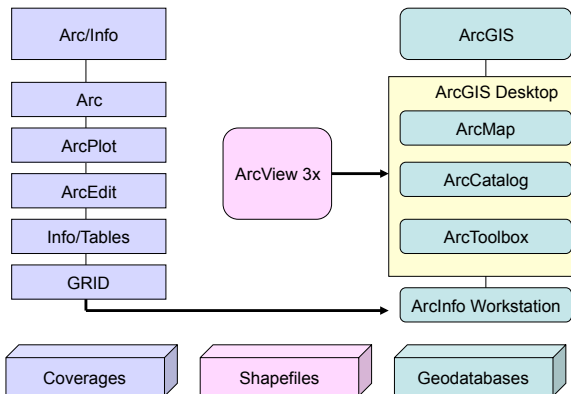 Arc/Info
Arc
ArcPlot
ArcEdit
Info/Tables
GRID
ArcView 3x
ArcGIS
ArcGIS Desktop
ArcMap
ArcCatalog
ArcToolbox
ArcInfo Workstation
Coverages
Shapefiles
Geodatabases